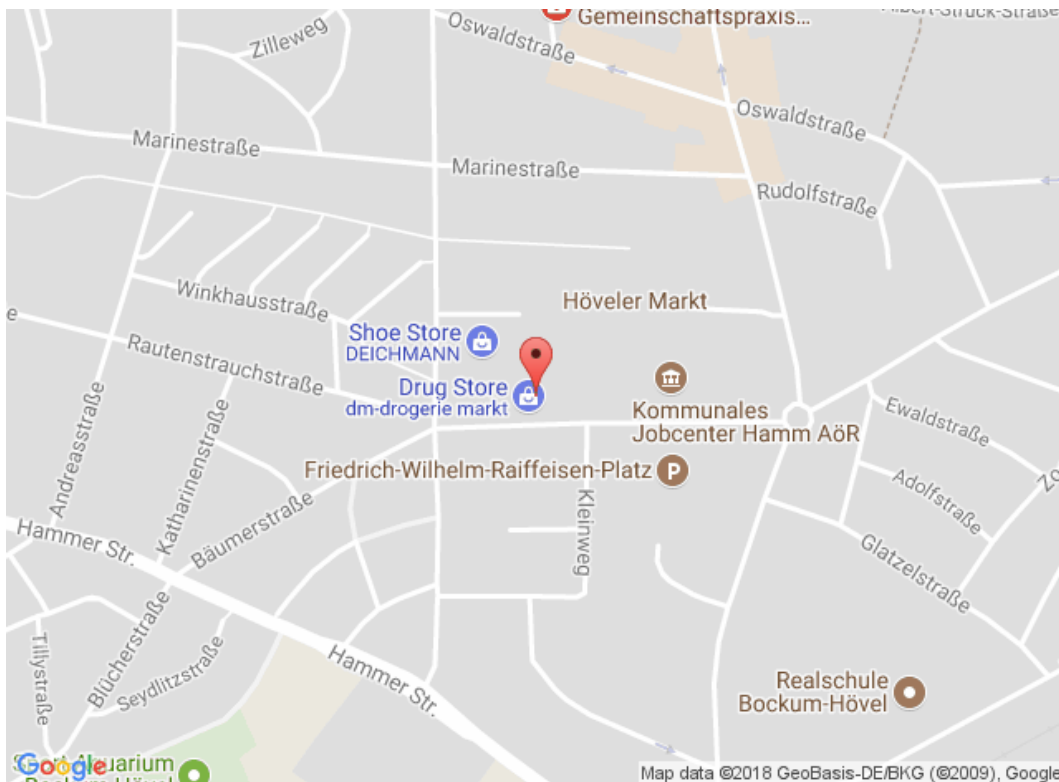 Gemeinschaftspraxis...
Zilleweg
Oswaldstraße
Oswaldstraße
Marinestraße
Marinestraße
Rudolfstraße
Winkhausstraße
Höveler Markt
Shoe Store
DEICHMANN
Rautenstrauchstraße
Drug Store
dm-drogerie markt
Kommunales
Jobcenter Hamm AöR
Ewaldstraße
Andreasstraße
Katharinenstraße
Friedrich-Wilhelm-Raiffeisen-Platz
P
Adolfstraße
Bäumerstraße
Kleinweg
Hammer Str.
Glatzelstraße
Blücherstraße
Tillystraße
Seydlitzstraße
Hammer Str.
Realschule
Bockum-Hövel
Google
Map data ©2018 GeoBasis-DE/BKG (©2009), Google